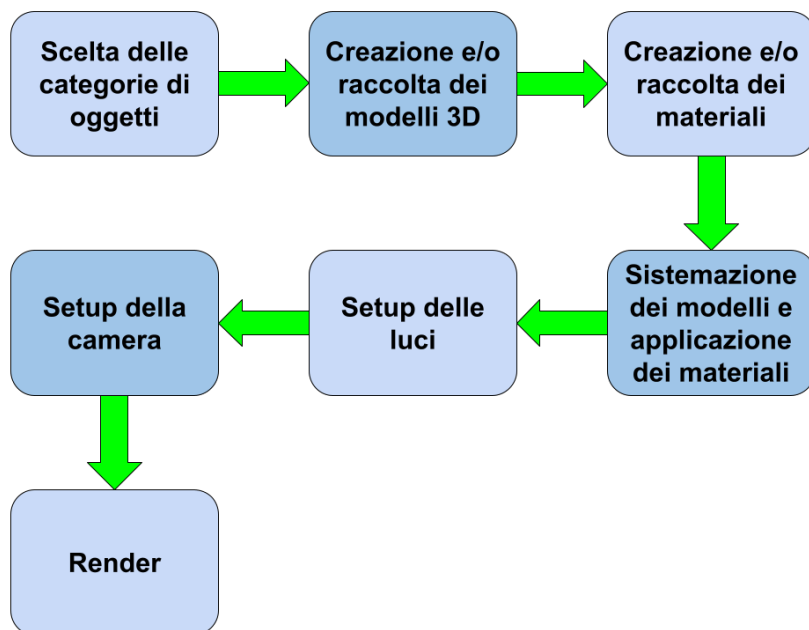 Scelta delle
categorie di
oggetti
Creazione e/o
raccolta dei
modelli 3D
Creazione e/o
raccolta dei
materiali
Sistemazione
dei modelli e
applicazione
dei materiali
Setup delle
luci
Setup della
camera
Render